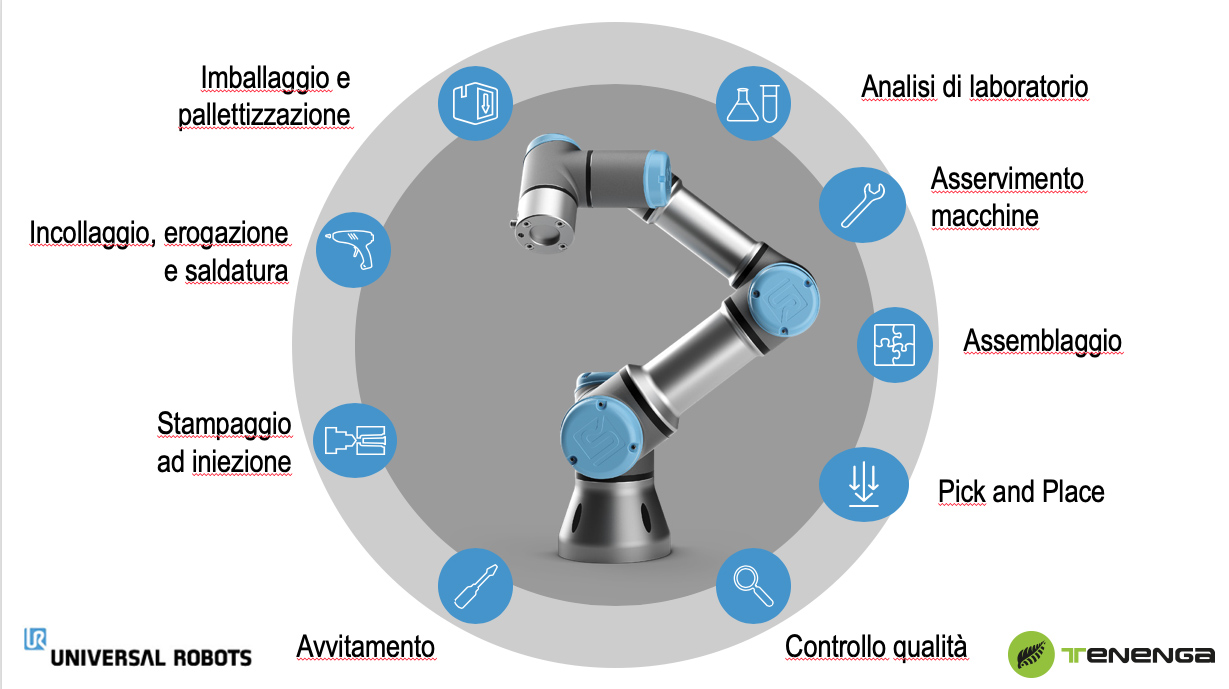 Imballaggio e
pallettizzazione
Analisi di laboratorio
Asservimento
macchine
Incollaggio, erogazione
e saldatura
Assemblaggio
Stampaggio
ad iniezione
Pick and Place
Avvitamento
Controllo qualità
UR
UNIVERSAL ROBOTS
TENENGA